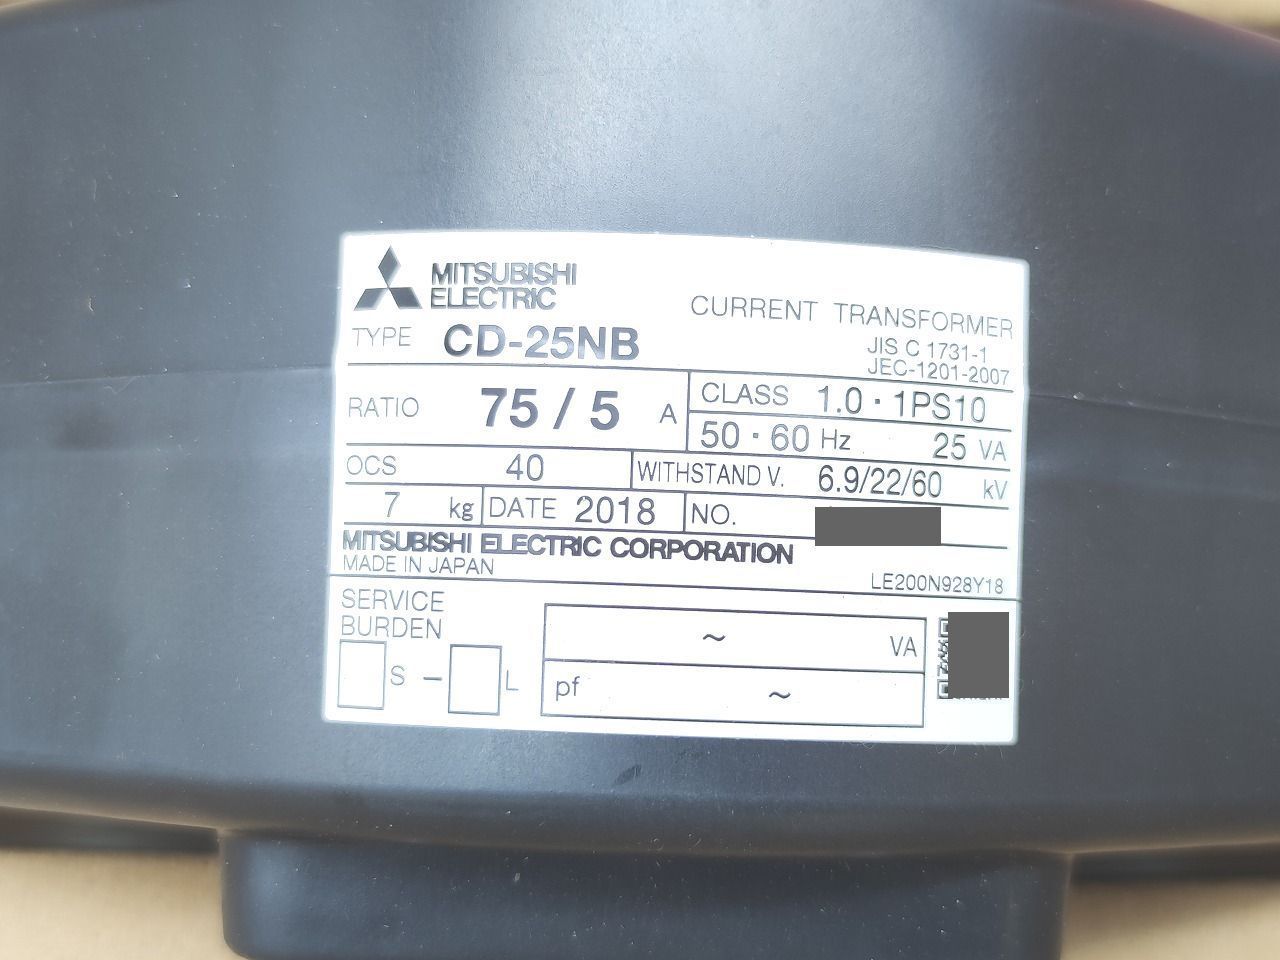 MITSUBISHI
ELECTRIC
CURRENT TRANSFORMER
TYPE CD-25NB
JIS C 1731-1
JEC-1201-2007
RATIO 75 / 5 A
CLASS 1.0・1PS10
50・60 Hz 25 VA
OCS 40 WITHSTAND V. 6.9/22/60 kV
7 kg DATE 2018 NO.
MITSUBISHI ELECTRIC CORPORATION
MADE IN JAPAN LE200N928Y18
SERVICE
BURDEN
~ VA
S – L
pf ~